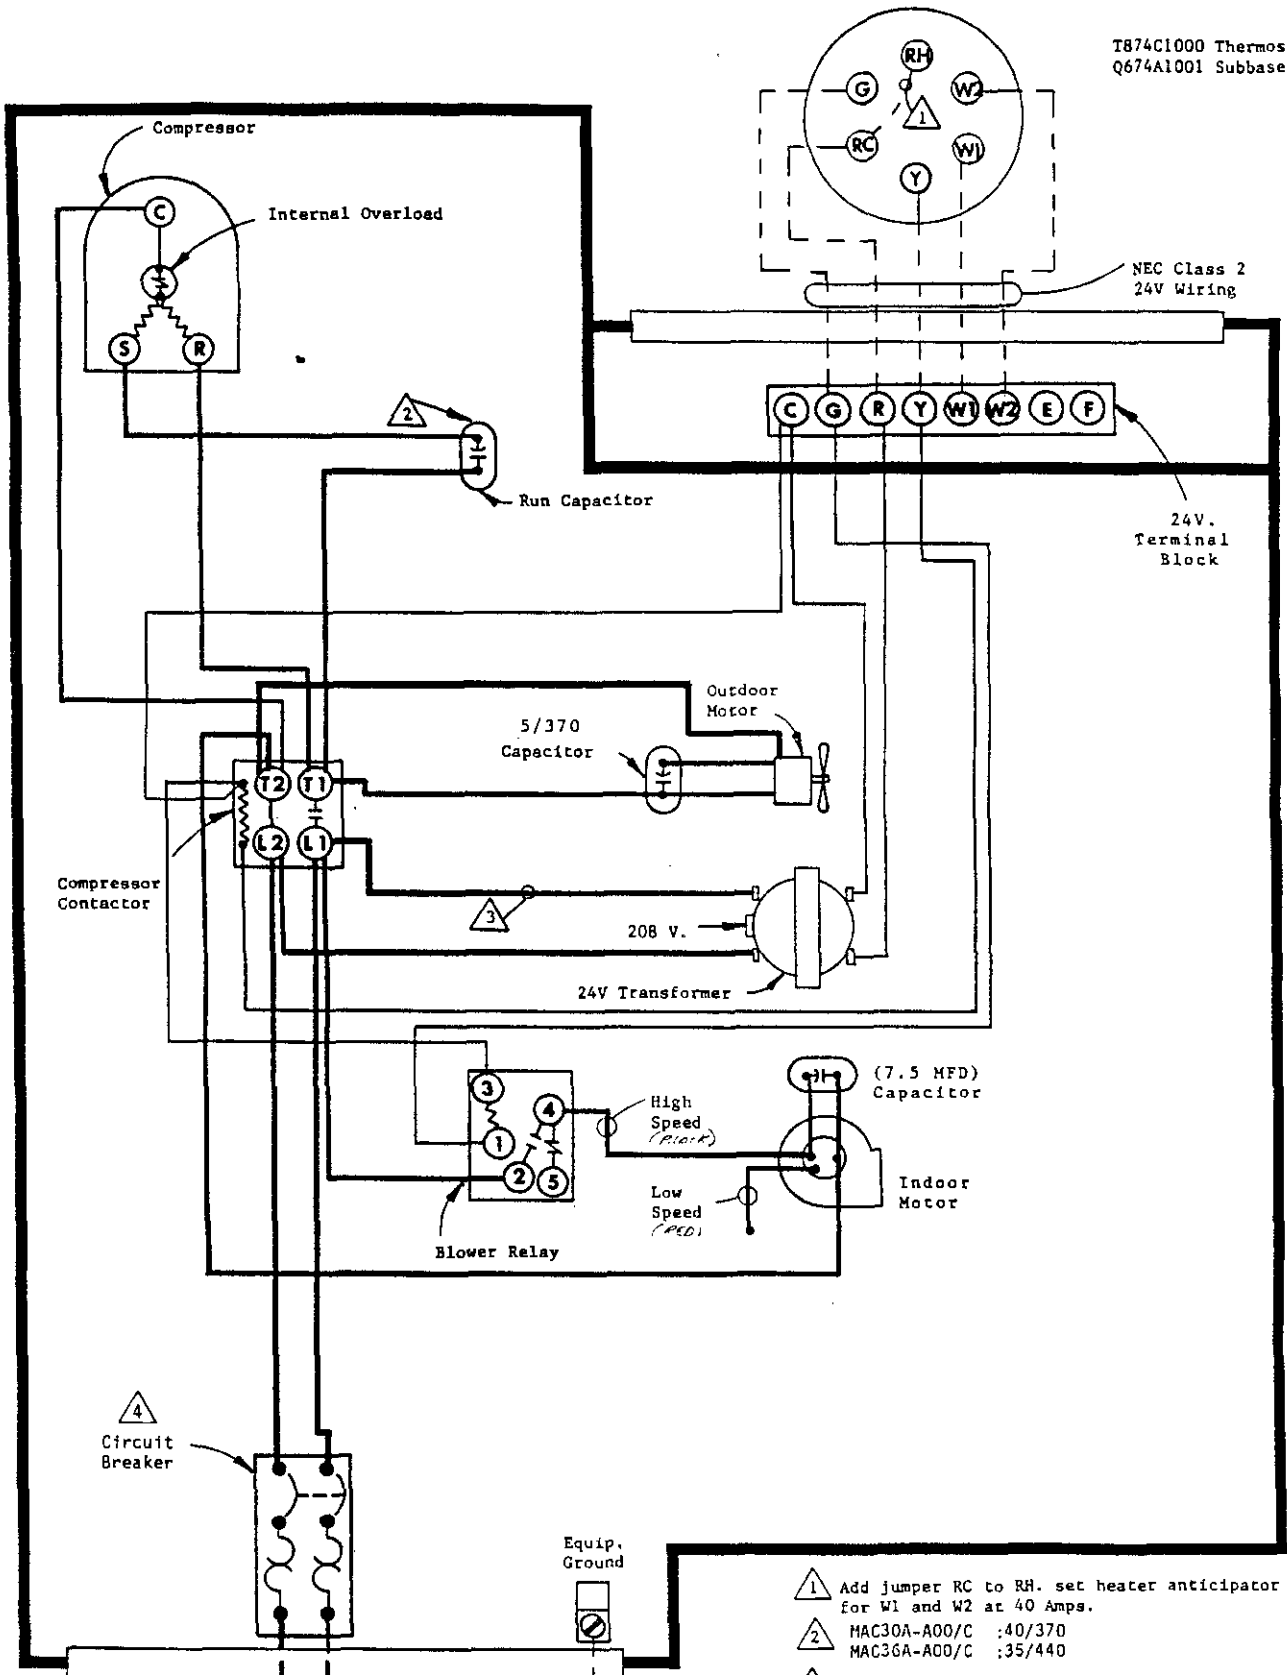 T874C1000 Thermos
Q674A1001 Subbase
RH
G
W2
1
RC
W1
Y
Compressor
C
Internal Overload
S
R
NEC Class 2
24V Wiring
C G R Y W1 W2 E F
2
Run Capacitor
24V.
Terminal
Block
Outdoor
Motor
5/370
Capacitor
T2 T1
L2 L1
Compressor
Contactor
3
208 V.
24V Transformer
3
4
1
2
5
High
Speed
(7.5 MFD)
Capacitor
Low
Speed
(RED)
Indoor
Motor
Blower Relay
4
Circuit
Breaker
Equip.
Ground
1 Add jumper RC to RH. set heater anticipator
for W1 and W2 at 40 Amps.
2 MAC30A-A00/C :40/370
MAC36A-A00/C :35/440